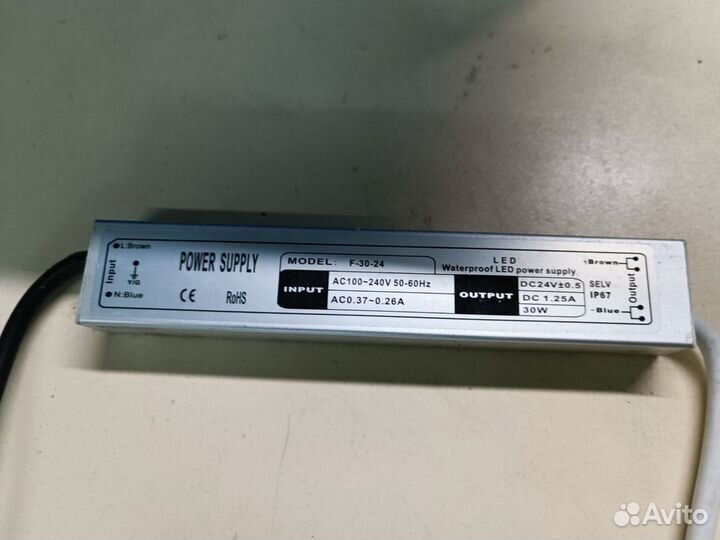 L:Brown
Input
Y/G
N:Blue
POWER SUPPLY
CE RoHS
MODEL: F-30-24
LED
Waterproof LED power supply
INPUT
AC100~240V 50-60Hz
AC0.37~0.26A
OUTPUT
DC24V±0.5
DC 1.25A
30W
SELV
IP67
Brown
Output
Blue
Avito